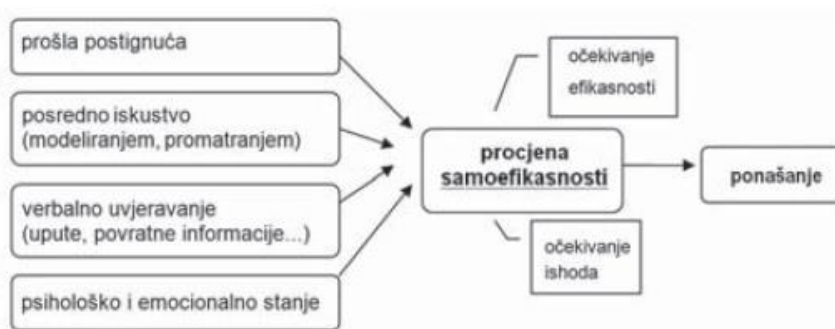 prošla postignuća
posredno iskustvo
(modeliranjem, promatranjem)
verbalno uvjeravanje
(upute, povratne informacije...)
psihološko i emocionalno stanje
očekivanje
efikasnosti
procjena
samoefikasnosti
očekivanje
ishoda
ponašanje